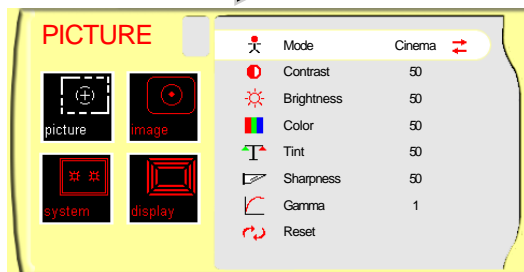 PICTURE
picture
image
system
display
Mode Cinema
Contrast 50
Brightness 50
Color 50
Tint 50
Sharpness 50
Gamma 1
Reset